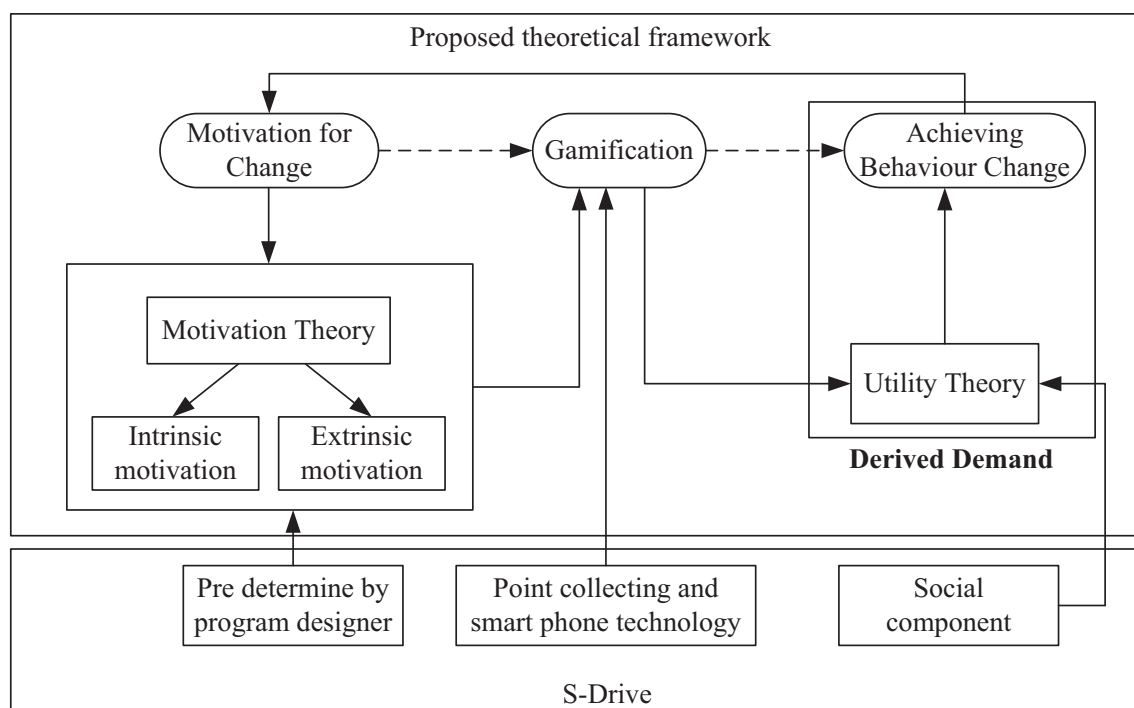 Proposed theoretical framework
Motivation for
Change
Gamification
Achieving
Behaviour Change
Motivation Theory
Intrinsic
motivation
Extrinsic
motivation
Utility Theory
Derived Demand
Pre determine by
program designer
Point collecting and
smart phone technology
Social
component
S-Drive